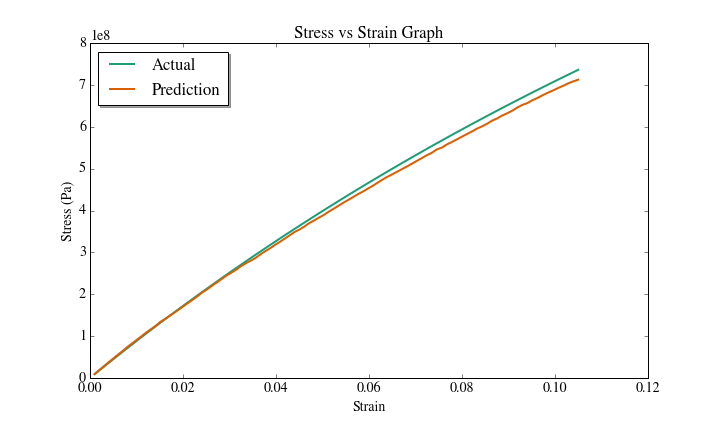 Stress vs Strain Graph
1e8
Actual
Prediction
8
7
6
5
4
3
2
1
0
Stress (Pa)
0.00 0.02 0.04 0.06 0.08 0.10 0.12
Strain